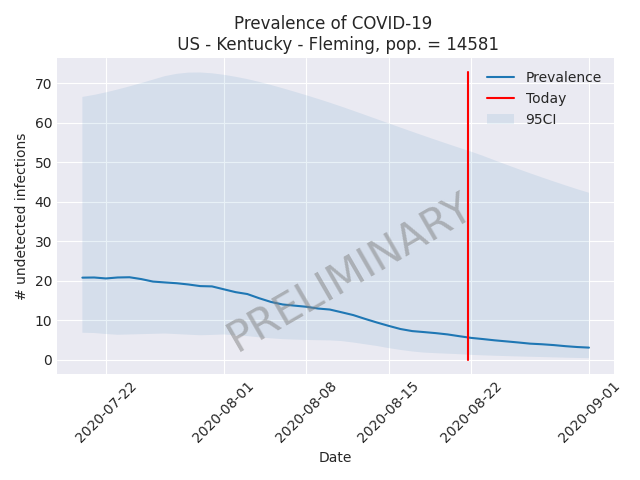 Prevalence of COVID-19
US - Kentucky - Fleming, pop. = 14581
Prevalence
Today
95CI
# undetected infections
70
60
50
40
30
20
10
0
PRELIMINARY
2020-07-22
2020-08-01
2020-08-08
2020-08-15
2020-08-22
2020-09-01
Date